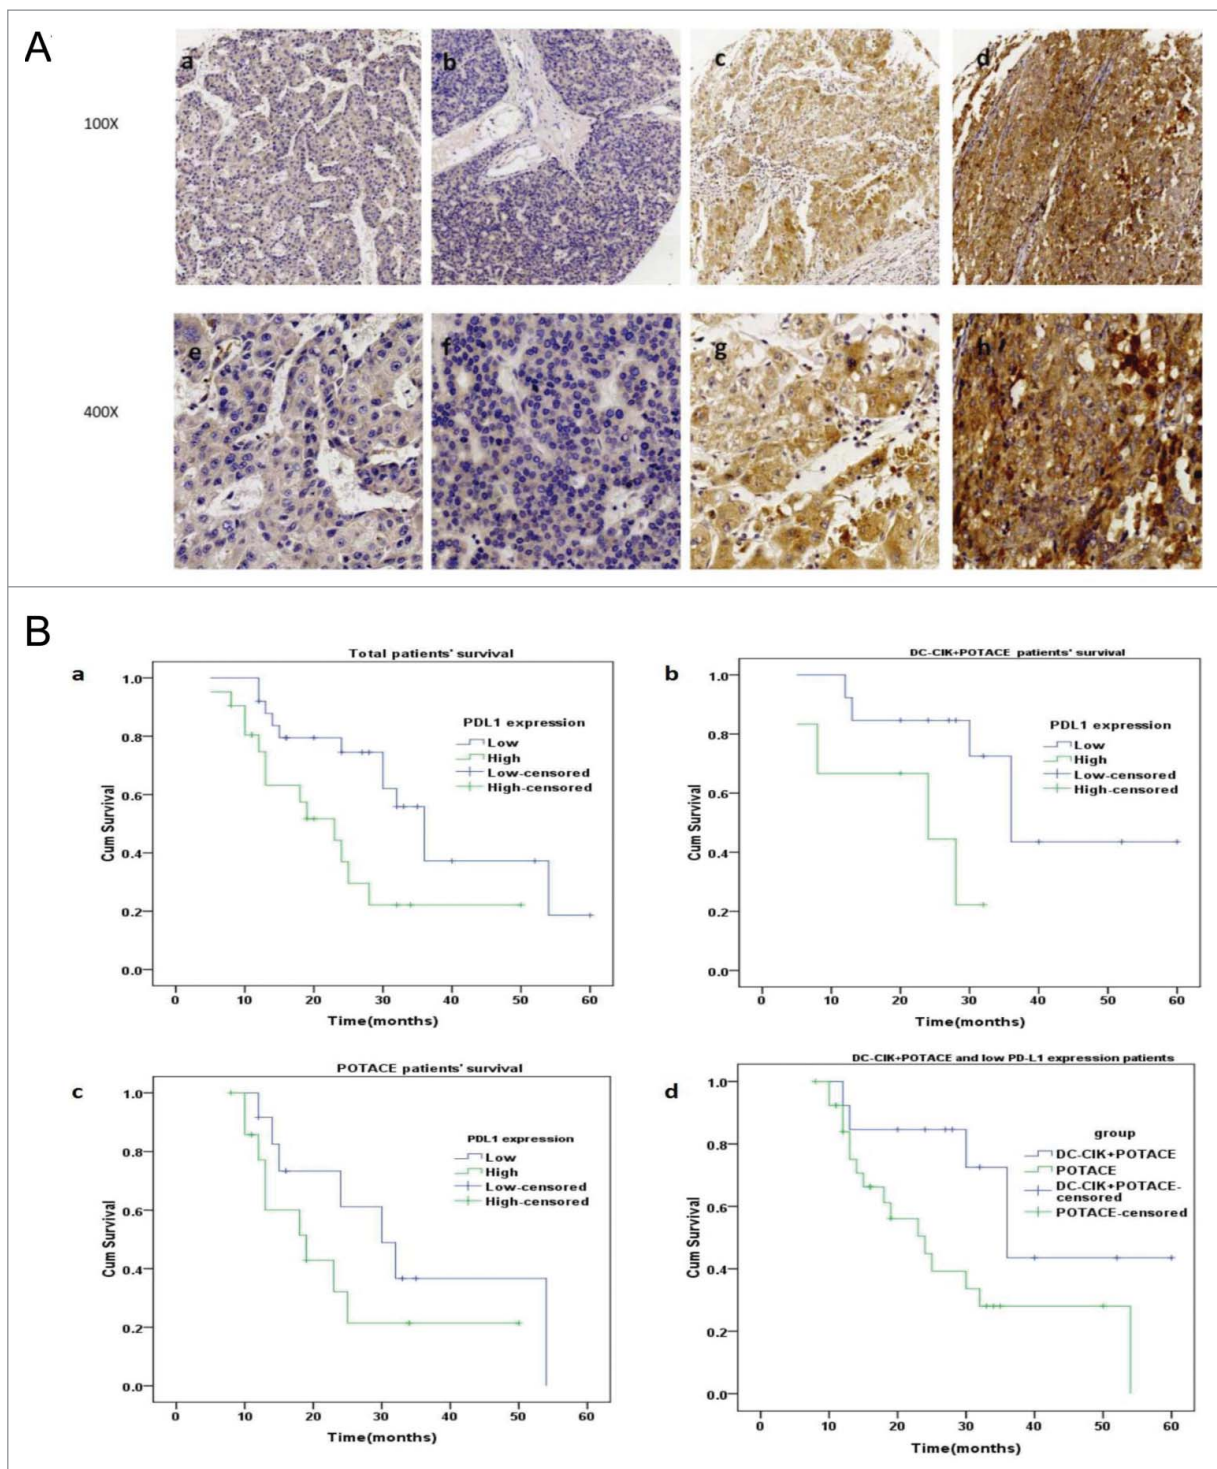 A
a
b
c
d
100X
e
f
g
h
400X
B
a
Total patients' survival
Cum Survival
1.0
0.8
0.6
0.4
0.2
0.0
PDL1 expression
Low
High
Low-censored
High-censored
0 10 20 30 40 50 60
Time(months)
b
DC-CIK+POTACE patients' survival
Cum Survival
1.0
0.8
0.6
0.4
0.2
0.0
PDL1 expression
Low
High
Low-censored
High-censored
0 10 20 30 40 50 60
Time(months)
c
POTACE patients' survival
Cum Survival
1.0
0.8
0.6
0.4
0.2
0.0
PDL1 expression
Low
High
Low-censored
High-censored
0 10 20 30 40 50 60
Time(months)
d
DC-CIK+POTACE and low PD-L1 expression patients
Cum Survival
1.0
0.8
0.6
0.4
0.2
0.0
group
DC-CIK+POTACE
POTACE
DC-CIK+POTACE-
censored
POTACE-censored
0 10 20 30 40 50 60
Time(months)